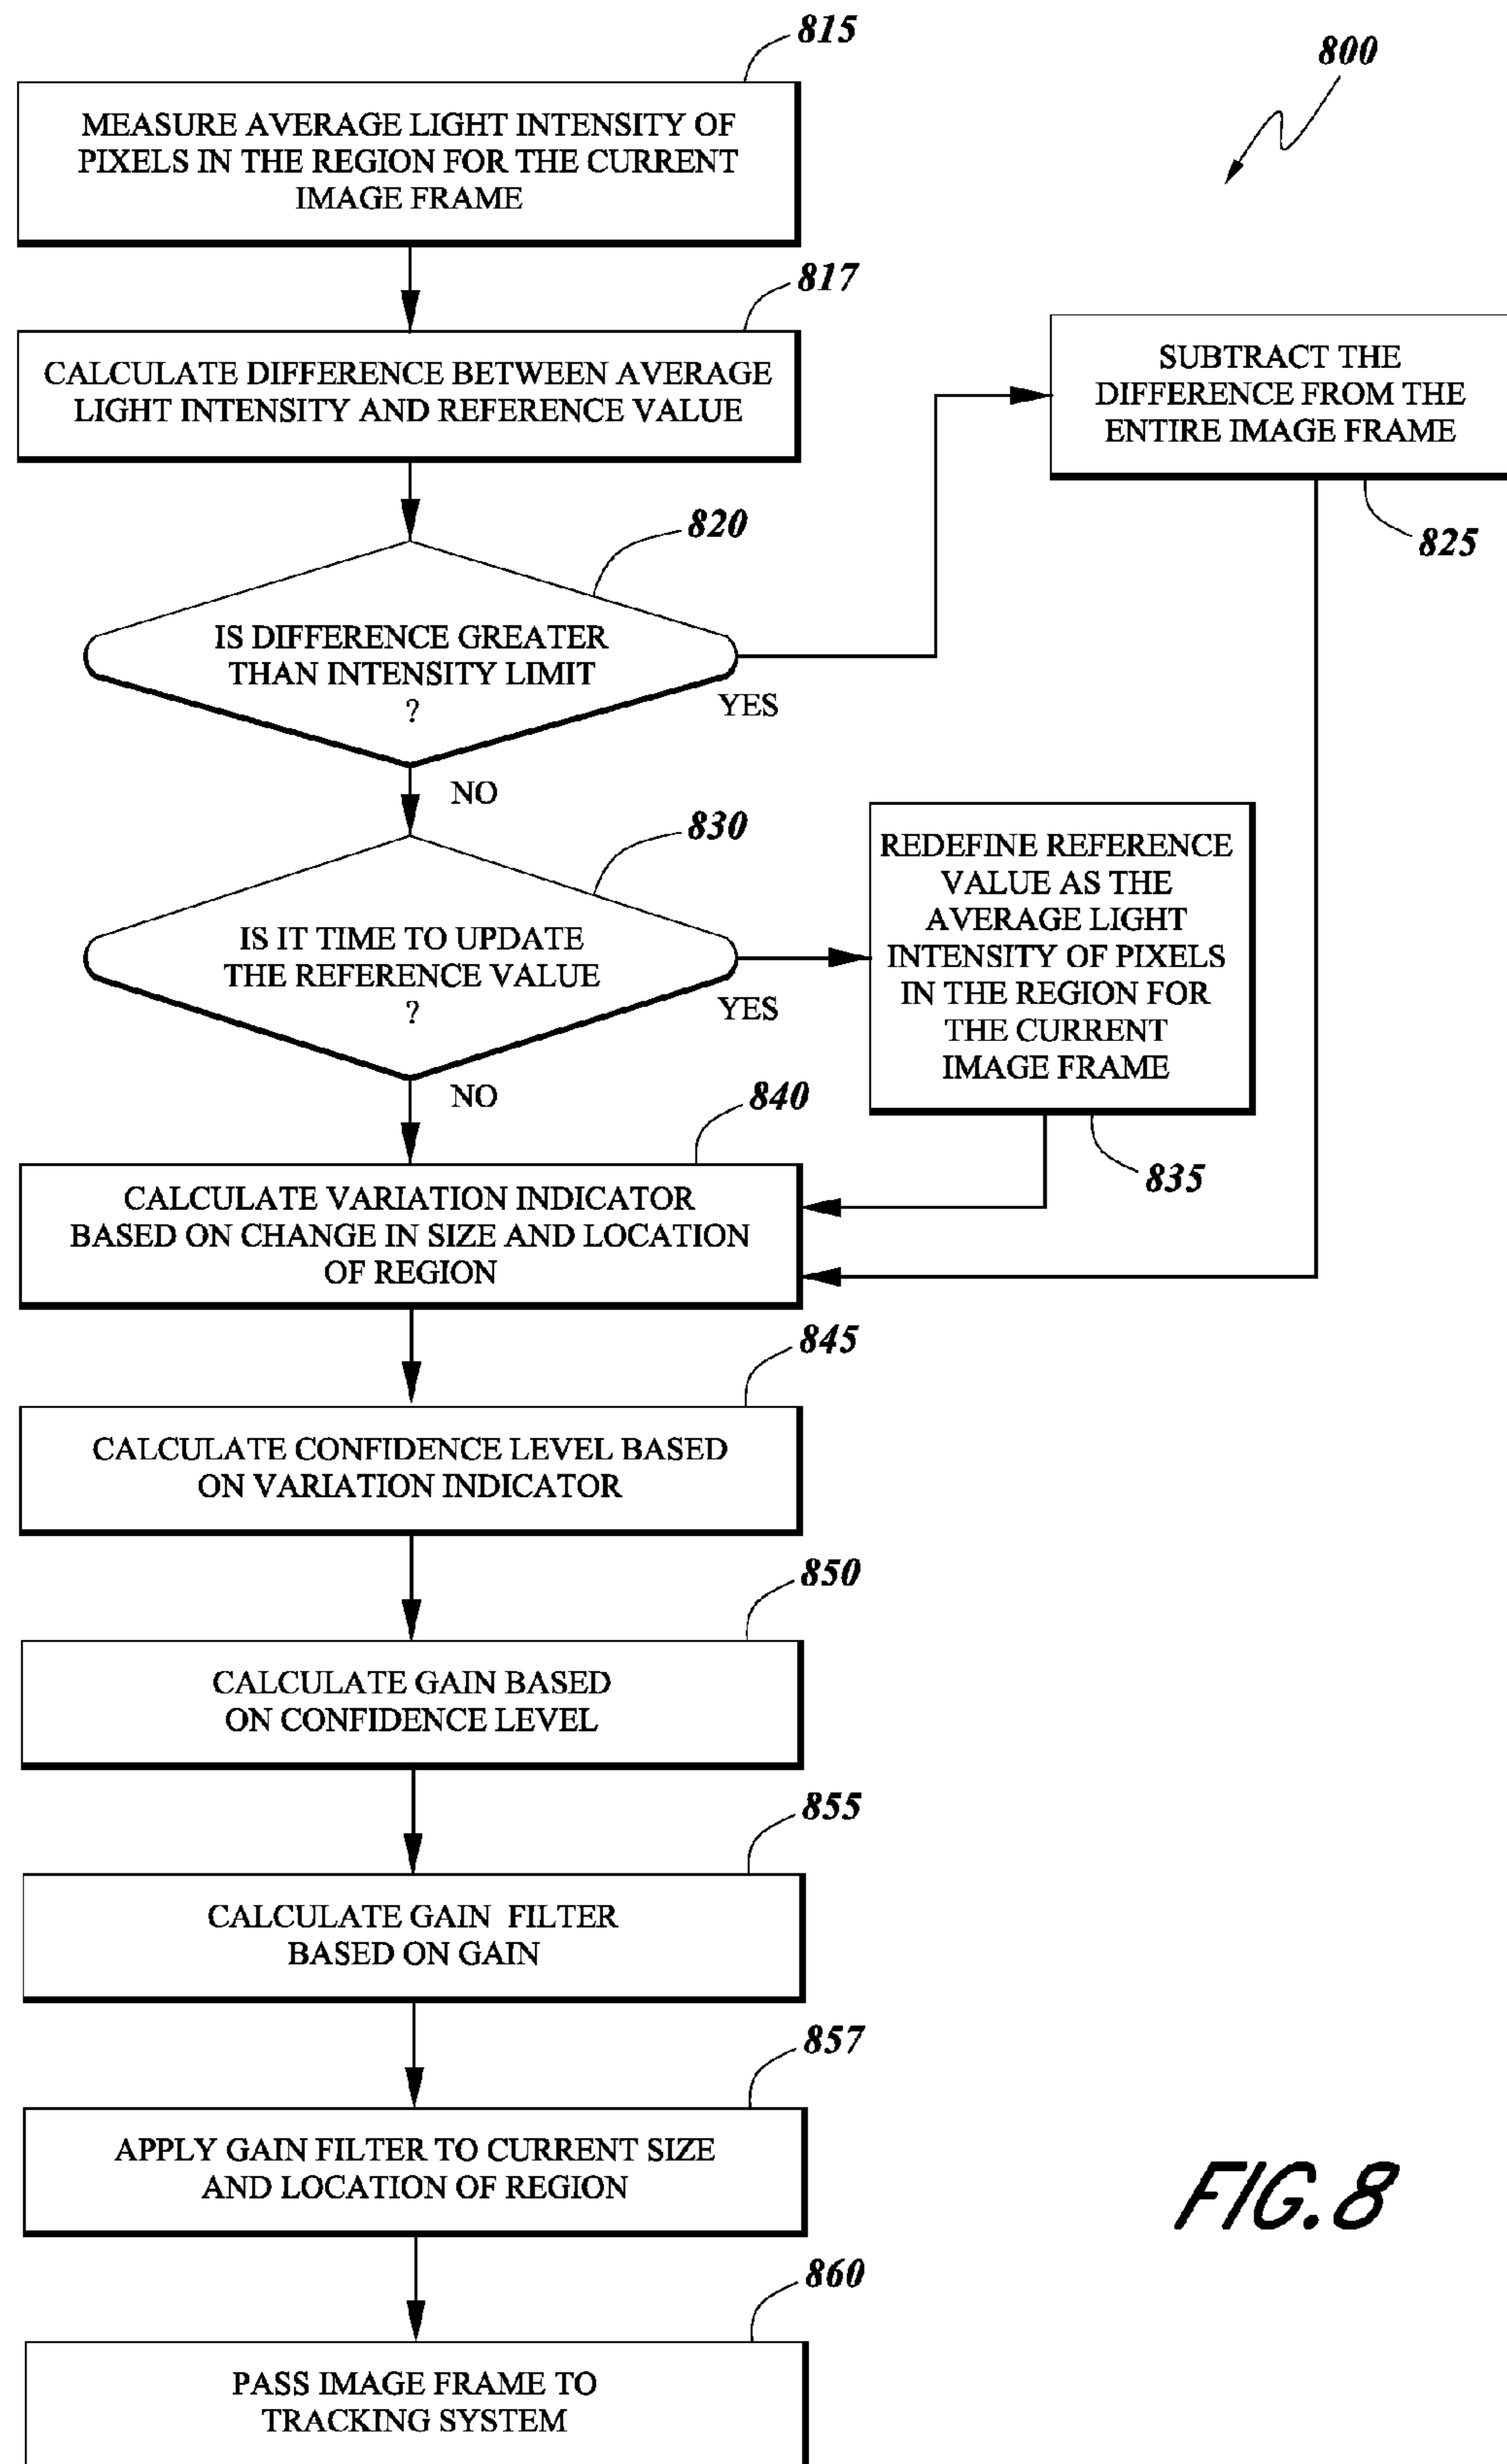 815
800
MEASURE AVERAGE LIGHT INTENSITY OF
PIXELS IN THE REGION FOR THE CURRENT
IMAGE FRAME
817
CALCULATE DIFFERENCE BETWEEN AVERAGE
LIGHT INTENSITY AND REFERENCE VALUE
SUBTRACT THE
DIFFERENCE FROM THE
ENTIRE IMAGE FRAME
825
820
IS DIFFERENCE GREATER
THAN INTENSITY LIMIT
?
YES
NO
830
IS IT TIME TO UPDATE
THE REFERENCE VALUE
?
YES
NO
REDEFINE REFERENCE
VALUE AS THE
AVERAGE LIGHT
INTENSITY OF PIXELS
IN THE REGION FOR
THE CURRENT
IMAGE FRAME
835
840
CALCULATE VARIATION INDICATOR
BASED ON CHANGE IN SIZE AND LOCATION
OF REGION
845
CALCULATE CONFIDENCE LEVEL BASED
ON VARIATION INDICATOR
850
CALCULATE GAIN BASED
ON CONFIDENCE LEVEL
855
CALCULATE GAIN FILTER
BASED ON GAIN
857
APPLY GAIN FILTER TO CURRENT SIZE
AND LOCATION OF REGION
860
PASS IMAGE FRAME TO
TRACKING SYSTEM
FIG. 8